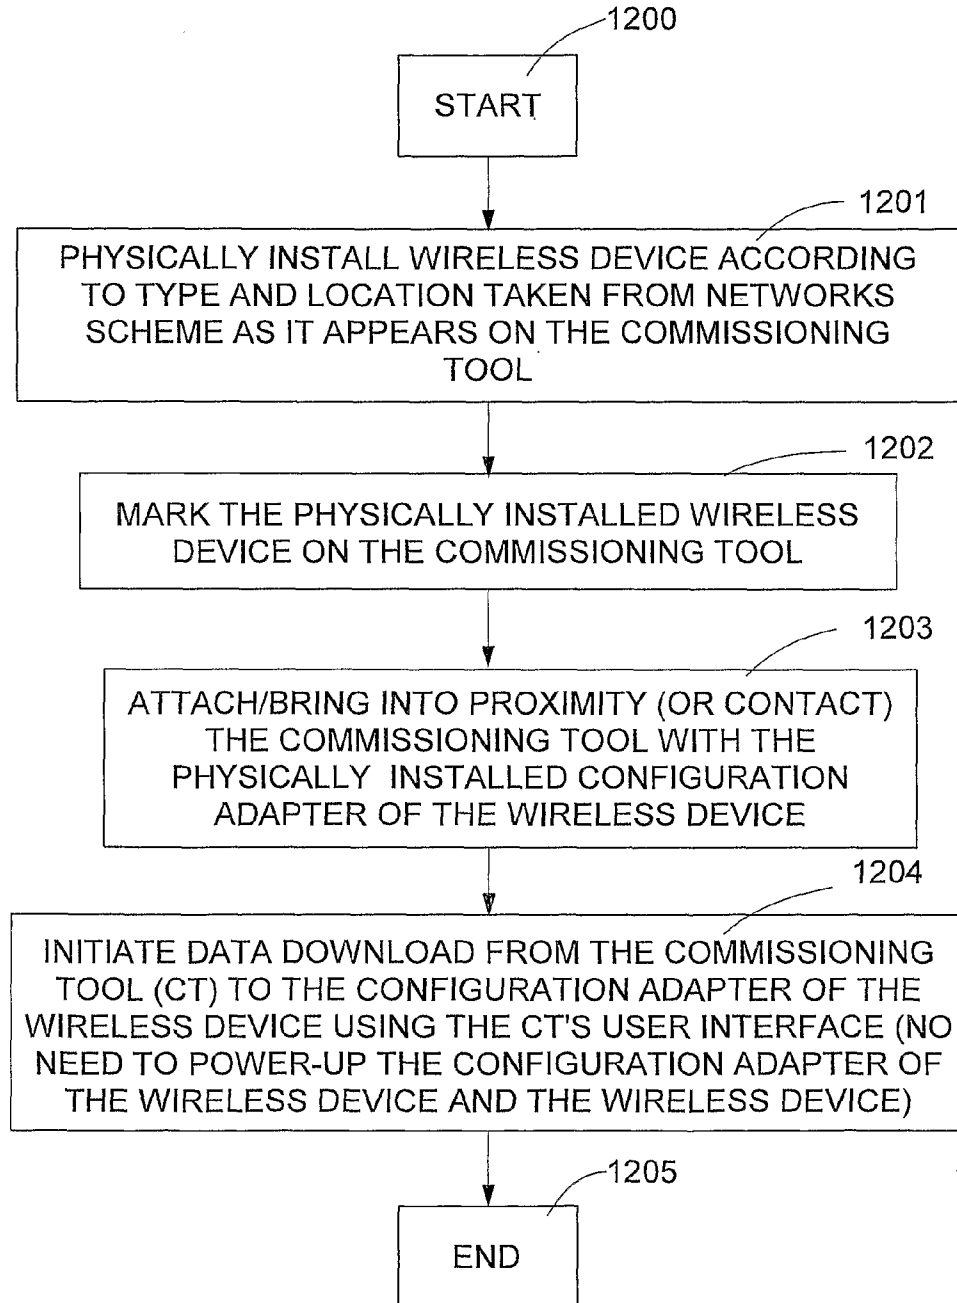 1200
START
1201
PHYSICALLY INSTALL WIRELESS DEVICE ACCORDING
TO TYPE AND LOCATION TAKEN FROM NETWORKS
SCHEME AS IT APPEARS ON THE COMMISSIONING
TOOL
1202
MARK THE PHYSICALLY INSTALLED WIRELESS
DEVICE ON THE COMMISSIONING TOOL
1203
ATTACH/BRING INTO PROXIMITY (OR CONTACT)
THE COMMISSIONING TOOL WITH THE
PHYSICALLY INSTALLED CONFIGURATION
ADAPTER OF THE WIRELESS DEVICE
1204
INITIATE DATA DOWNLOAD FROM THE COMMISSIONING
TOOL (CT) TO THE CONFIGURATION ADAPTER OF THE
WIRELESS DEVICE USING THE CT'S USER INTERFACE (NO
NEED TO POWER-UP THE CONFIGURATION ADAPTER OF
THE WIRELESS DEVICE AND THE WIRELESS DEVICE)
1205
END